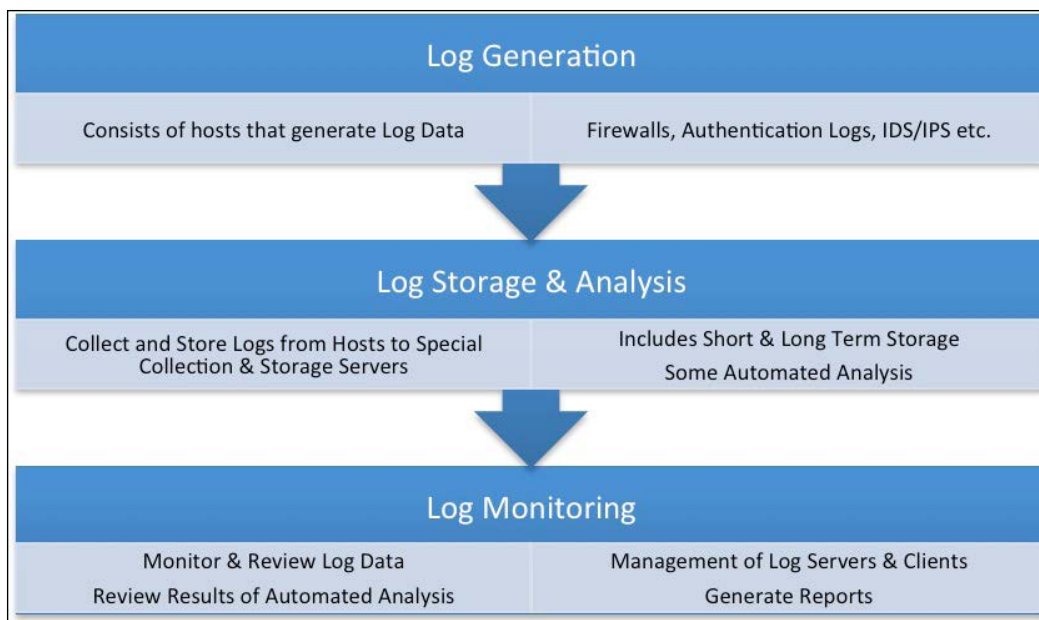 Log Generation
Consists of hosts that generate Log Data
Firewalls, Authentication Logs, IDS/IPS etc.
Log Storage & Analysis
Collect and Store Logs from Hosts to Special
Collection & Storage Servers
Includes Short & Long Term Storage
Some Automated Analysis
Log Monitoring
Monitor & Review Log Data
Review Results of Automated Analysis
Management of Log Servers & Clients
Generate Reports